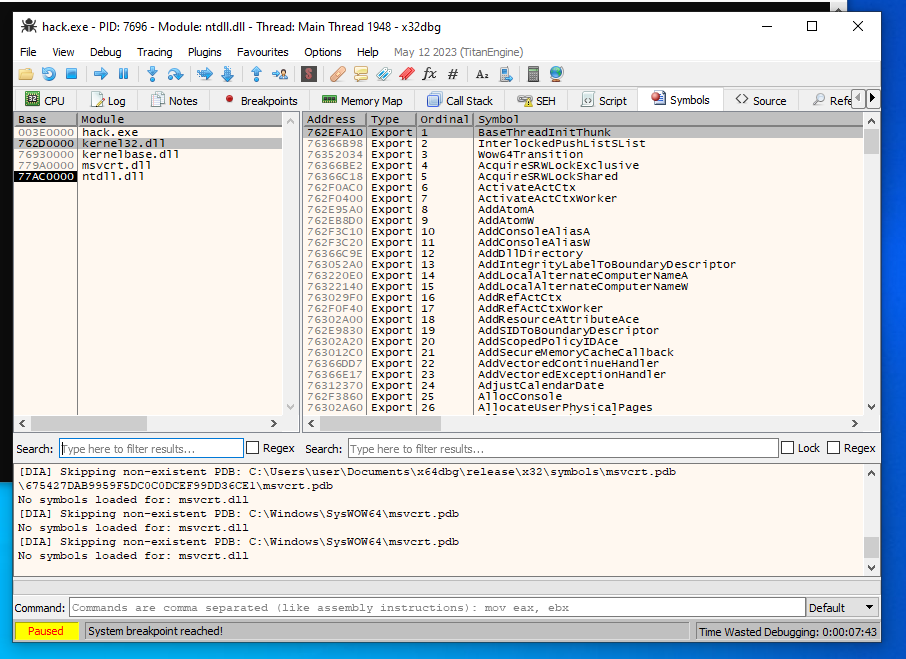 hack.exe - PID: 7696 - Module: ntdll.dll - Thread: Main Thread 1948 - x32dbg
File View Debug Tracing Plugins Favourites Options Help May 12 2023 (TitanEngine)
CPU Log Notes Breakpoints Memory Map Call Stack SEH Script Symbols Source Refe
Base Module Address Type Ordinal Symbol
003E0000 hack.exe 762EFA10 Export 1 BaseThreadInitThunk
762D0000 kernel32.dll 76366B98 Export 2 InterlockedPushListSList
76930000 kernelbase.dll 76352034 Export 3 Wow64Transition
779A0000 msvcrt.dll 76366BE2 Export 4 AcquireSRWLockExclusive
77AC0000 ntdll.dll 76366C18 Export 5 AcquireSRWLockShared
762F0AC0 Export 6 ActivateActCtx
762F0400 Export 7 ActivateActCtxWorker
762E95A0 Export 8 AddAtomA
762EB8D0 Export 9 AddAtomW
762F3C10 Export 10 AddConsoleAliasA
762F3C20 Export 11 AddConsoleAliasW
76366C9E Export 12 AddDllDirectory
763052A0 Export 13 AddIntegrityLabelToBoundaryDescriptor
763220E0 Export 14 AddLocalAlternateComputerNameA
76322140 Export 15 AddLocalAlternateComputerNameW
763029F0 Export 16 AddRefActCtx
762F0F40 Export 17 AddRefActCtxWorker
76302A00 Export 18 AddResourceAttributeAce
762E9830 Export 19 AddSIDToBoundaryDescriptor
76302A20 Export 20 AddScopedPolicyIDAce
763012C0 Export 21 AddSecureMemoryCacheCallback
76366DD7 Export 22 AddVectoredContinueHandler
76366E17 Export 23 AddVectoredExceptionHandler
76312370 Export 24 AdjustCalendarDate
762F3860 Export 25 AllocConsole
76302A60 Export 26 AllocateUserPhysicalPages
Search: Type here to filter results... Regex Search: Type here to filter results... Lock Regex
[DIA] Skipping non-existent PDB: C:\Users\user\Documents\x64dbg\release\x32\symbols\msvcrt.pdb
\675427DAB9959F5DC0C0DCEF99DD36CE1\msvcrt.pdb
No symbols loaded for: msvcrt.dll
[DIA] Skipping non-existent PDB: C:\Windows\SysWOW64\msvcrt.pdb
No symbols loaded for: msvcrt.dll
[DIA] Skipping non-existent PDB: C:\Windows\SysWOW64\msvcrt.pdb
No symbols loaded for: msvcrt.dll
Command: Commands are comma separated (like assembly instructions): mov eax, ebx Default
Paused System breakpoint reached! Time Wasted Debugging: 0:00:07:43